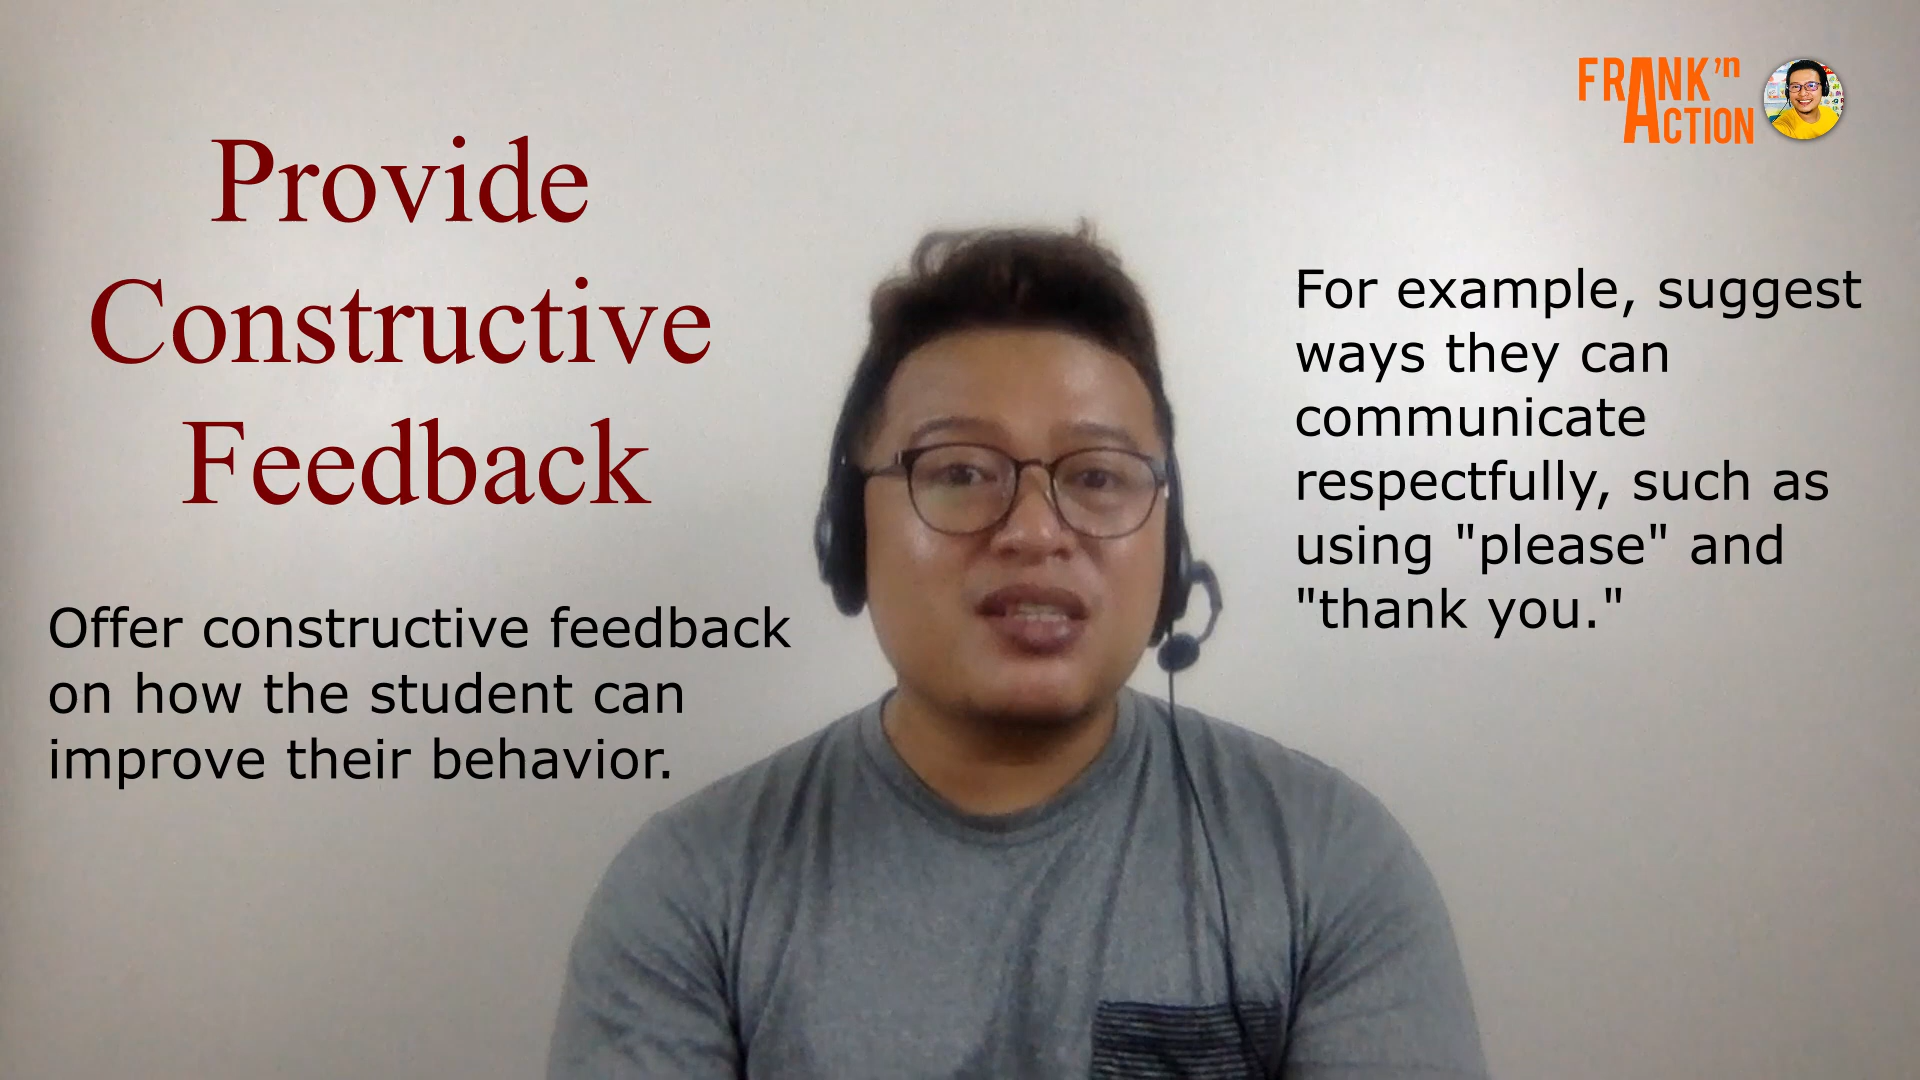 FRANK 'n
ACTION
Provide
Constructive
Feedback
Offer constructive feedback
on how the student can
improve their behavior.
For example, suggest
ways they can
communicate
respectfully, such as
using "please" and
"thank you."